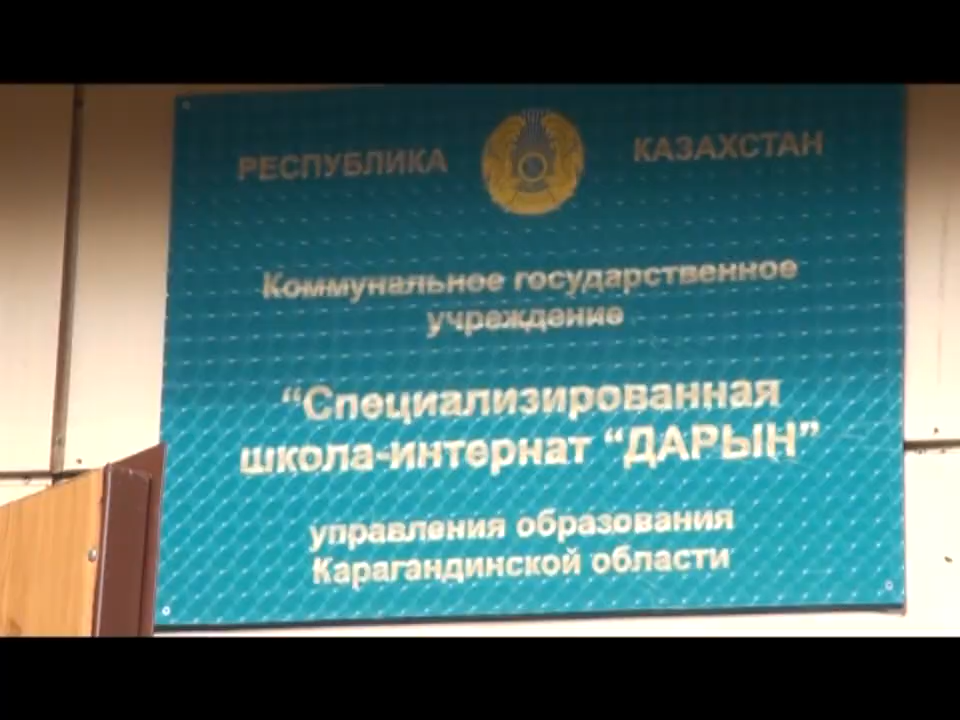 РЕСПУБЛИКА КАЗАХСТАН
Коммунальное государственное
учреждение
“Специализированная
школа-интернат “ДАРЫН”
управления образования
Карагандинской области